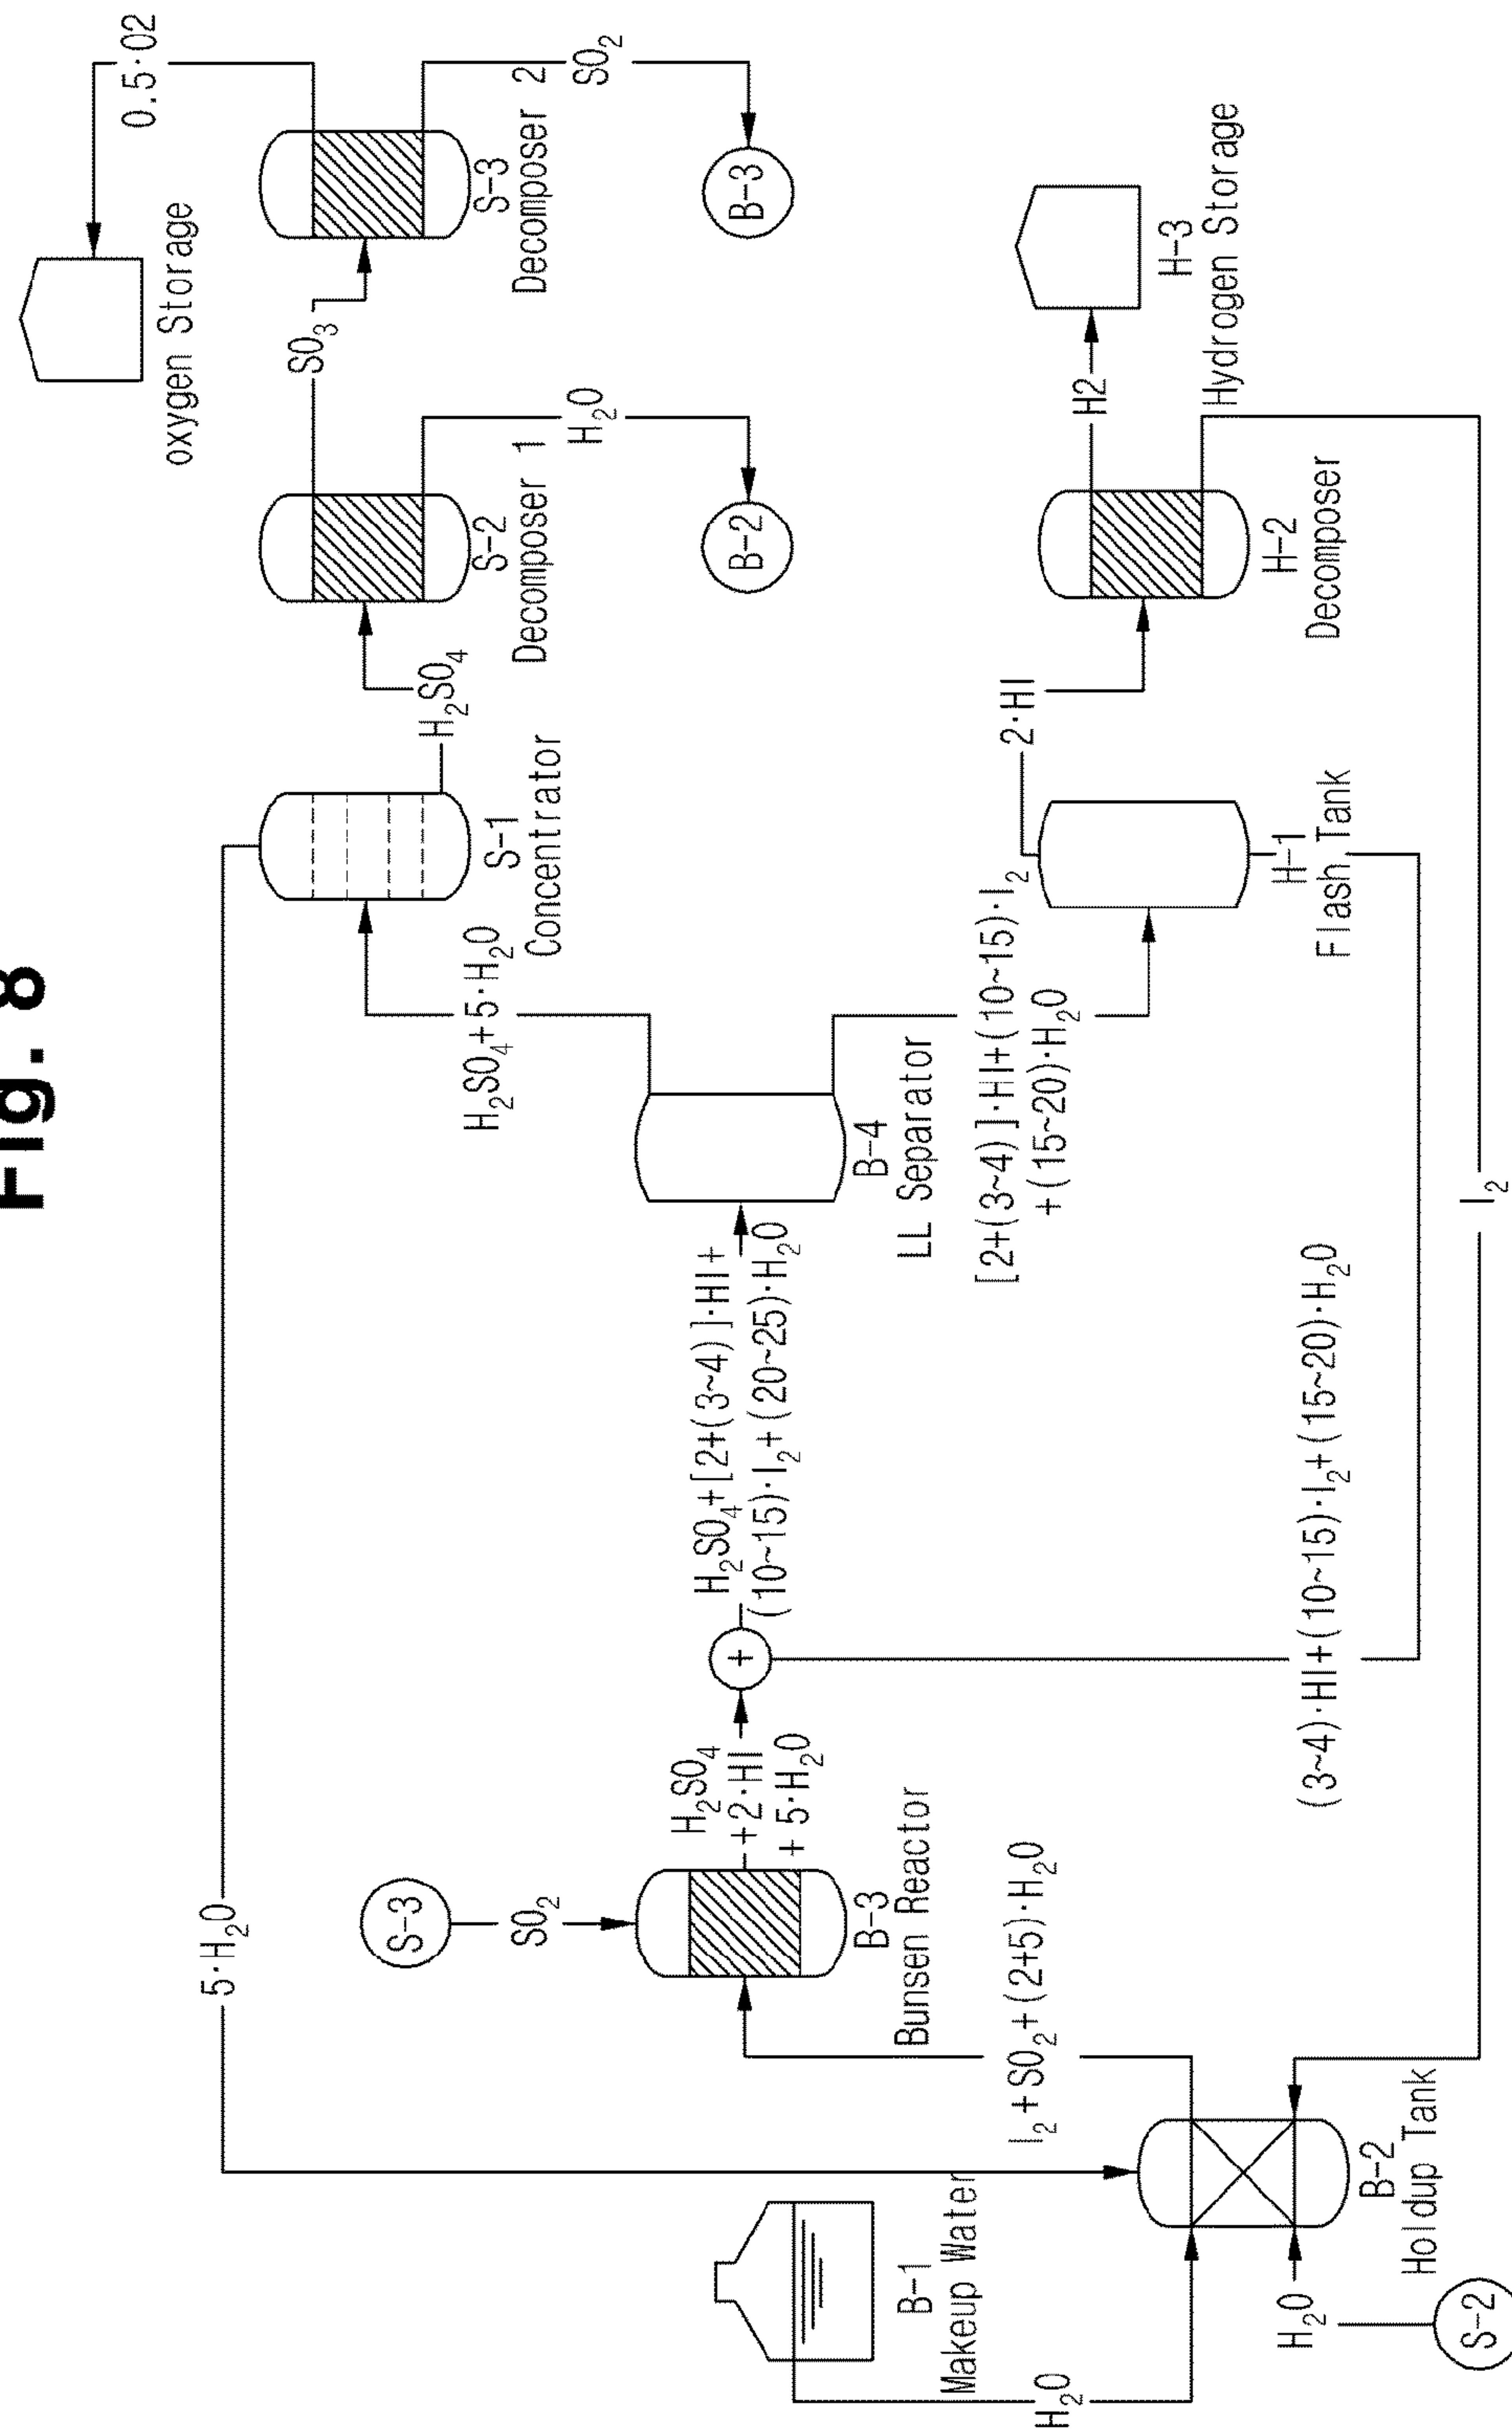 Fig. 8
0.5·O2
oxygen Storage
5·H₂O
SO₃
S-3
Decomposer 2
SO₂
B-3
S-2
Decomposer 1
H₂O
B-2
H₂SO₄
S-1
Concentrator
H₂SO₄+5·H₂O
S-3
SO₂
B-3
Bunsen Reactor
H₂SO₄
+2·HI
+5·H₂O
+
H₂SO₄+[2+(3~4)]·HI+
(10~15)·I₂+(20~25)·H₂O
B-4
LL Separator
[2+(3~4)]·HI+(10~15)·I₂
+(15~20)·H₂O
2·HI
H-1
Flash Tank
H-2
Decomposer
H2
H-3
Hydrogen Storage
B-1
Makeup Water
H₂O
I₂+SO₂+(2+5)·H₂O
B-2
Holdup Tank
H₂O
S-2
(3~4)·HI+(10~15)·I₂+(15~20)·H₂O
I₂